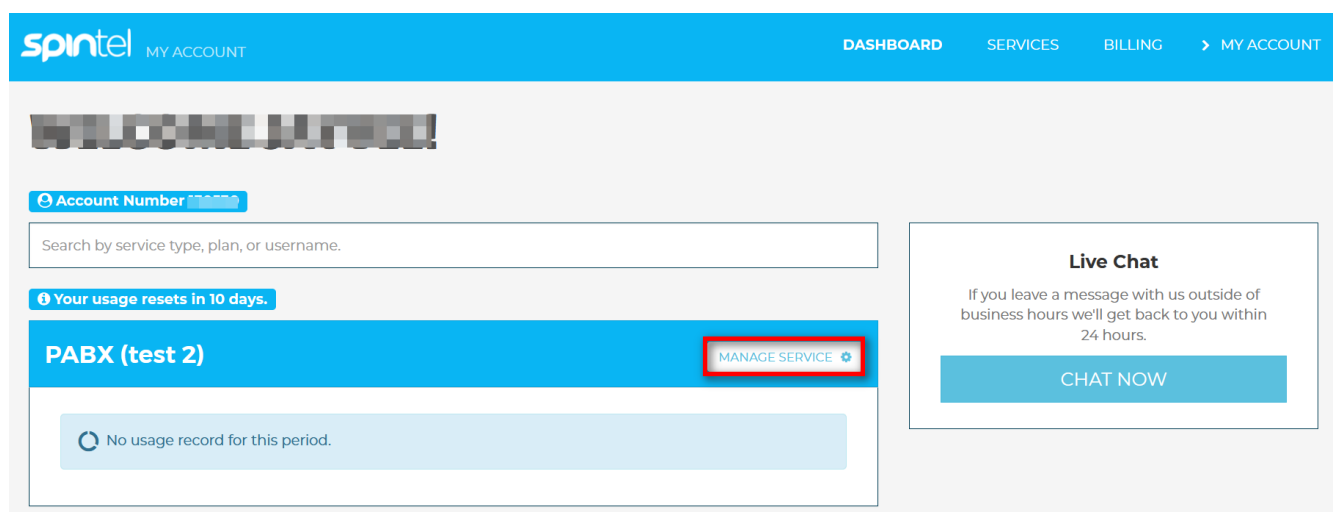 spintel MY ACCOUNT
DASHBOARD SERVICES BILLING > MY ACCOUNT
Account Number
Search by service type, plan, or username.
Your usage resets in 10 days.
PABX (test 2)
MANAGE SERVICE
No usage record for this period.
Live Chat
If you leave a message with us outside of
business hours we'll get back to you within
24 hours.
CHAT NOW